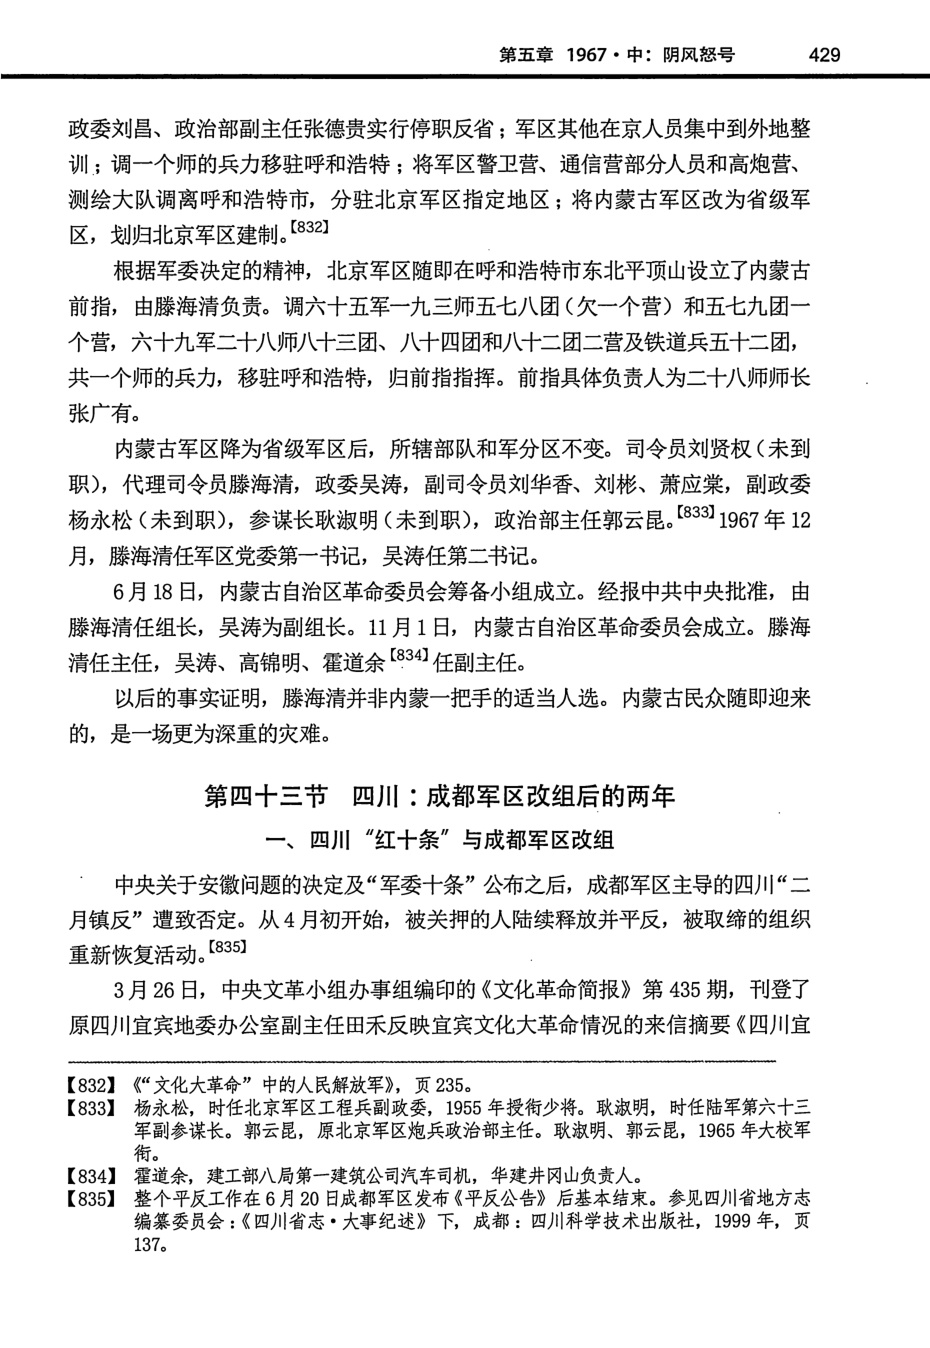 第五章 1967·中：阴风怒号 429
政委刘昌、政治部副主任张德贵实行停职反省；军区其他在京人员集中到外地整
训；调一个师的兵力移驻呼和浩特；将军区警卫营、通信营部分人员和高炮营、
测绘大队调离呼和浩特市，分驻北京军区指定地区；将内蒙古军区改为省级军
区，划归北京军区建制。【832】
根据军委决定的精神，北京军区随即在呼和浩特市东北平顶山设立了内蒙古
前指，由滕海清负责。调六十五军一九三师五七八团（欠一个营）和五七九团一
个营，六十九军二十八师八十三团、八十四团和八十二团二营及铁道兵五十二团，
共一个师的兵力，移驻呼和浩特，归前指指挥。前指具体负责人为二十八师师长
张广有。
内蒙古军区降为省级军区后，所辖部队和军分区不变。司令员刘贤权（未到
职），代理司令员滕海清，政委吴涛，副司令员刘华香、刘彬、萧应棠，副政委
杨永松（未到职），参谋长耿淑明（未到职），政治部主任郭云昆。【833】1967 年 12
月，滕海清任军区党委第一书记，吴涛任第二书记。
6 月 18 日，内蒙古自治区革命委员会筹备小组成立。经报中共中央批准，由
滕海清任组长，吴涛为副组长。11 月 1 日，内蒙古自治区革命委员会成立。滕海
清任主任，吴涛、高锦明、霍道余【834】任副主任。
以后的事实证明，滕海清并非内蒙一把手的适当人选。内蒙古民众随即迎来
的，是一场更为深重的灾难。
第四十三节 四川：成都军区改组后的两年
一、四川“红十条”与成都军区改组
中央关于安徽问题的决定及“军委十条”公布之后，成都军区主导的四川“二
月镇反”遭致否定。从 4 月初开始，被关押的人陆续释放并平反，被取缔的组织
重新恢复活动。【835】
3 月 26 日，中央文革小组办事组编印的《文化革命简报》第 435 期，刊登了
原四川宜宾地委办公室副主任田禾反映宜宾文化大革命情况的来信摘要《四川宜
【832】《“文化大革命”中的人民解放军》，页 235。
【833】 杨永松，时任北京军区工程兵副政委，1955 年授衔少将。耿淑明，时任陆军第六十三
军副参谋长。郭云昆，原北京军区炮兵政治部主任。耿淑明、郭云昆，1965 年大校军
衔。
【834】 霍道余，建工部八局第一建筑公司汽车司机，华建井冈山负责人。
【835】 整个平反工作在 6 月 20 日成都军区发布《平反公告》后基本结束。参见四川省地方志
编纂委员会：《四川省志·大事纪述》下，成都：四川科学技术出版社，1999 年，页
137。